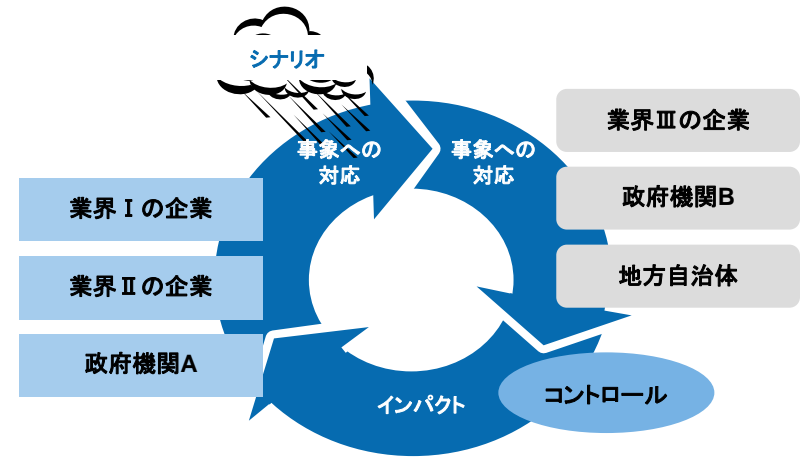 シナリオ
事象への
対応
事象への
対応
業界Ⅰの企業
業界Ⅱの企業
政府機関A
業界Ⅲの企業
政府機関B
地方自治体
インパクト
コントロール